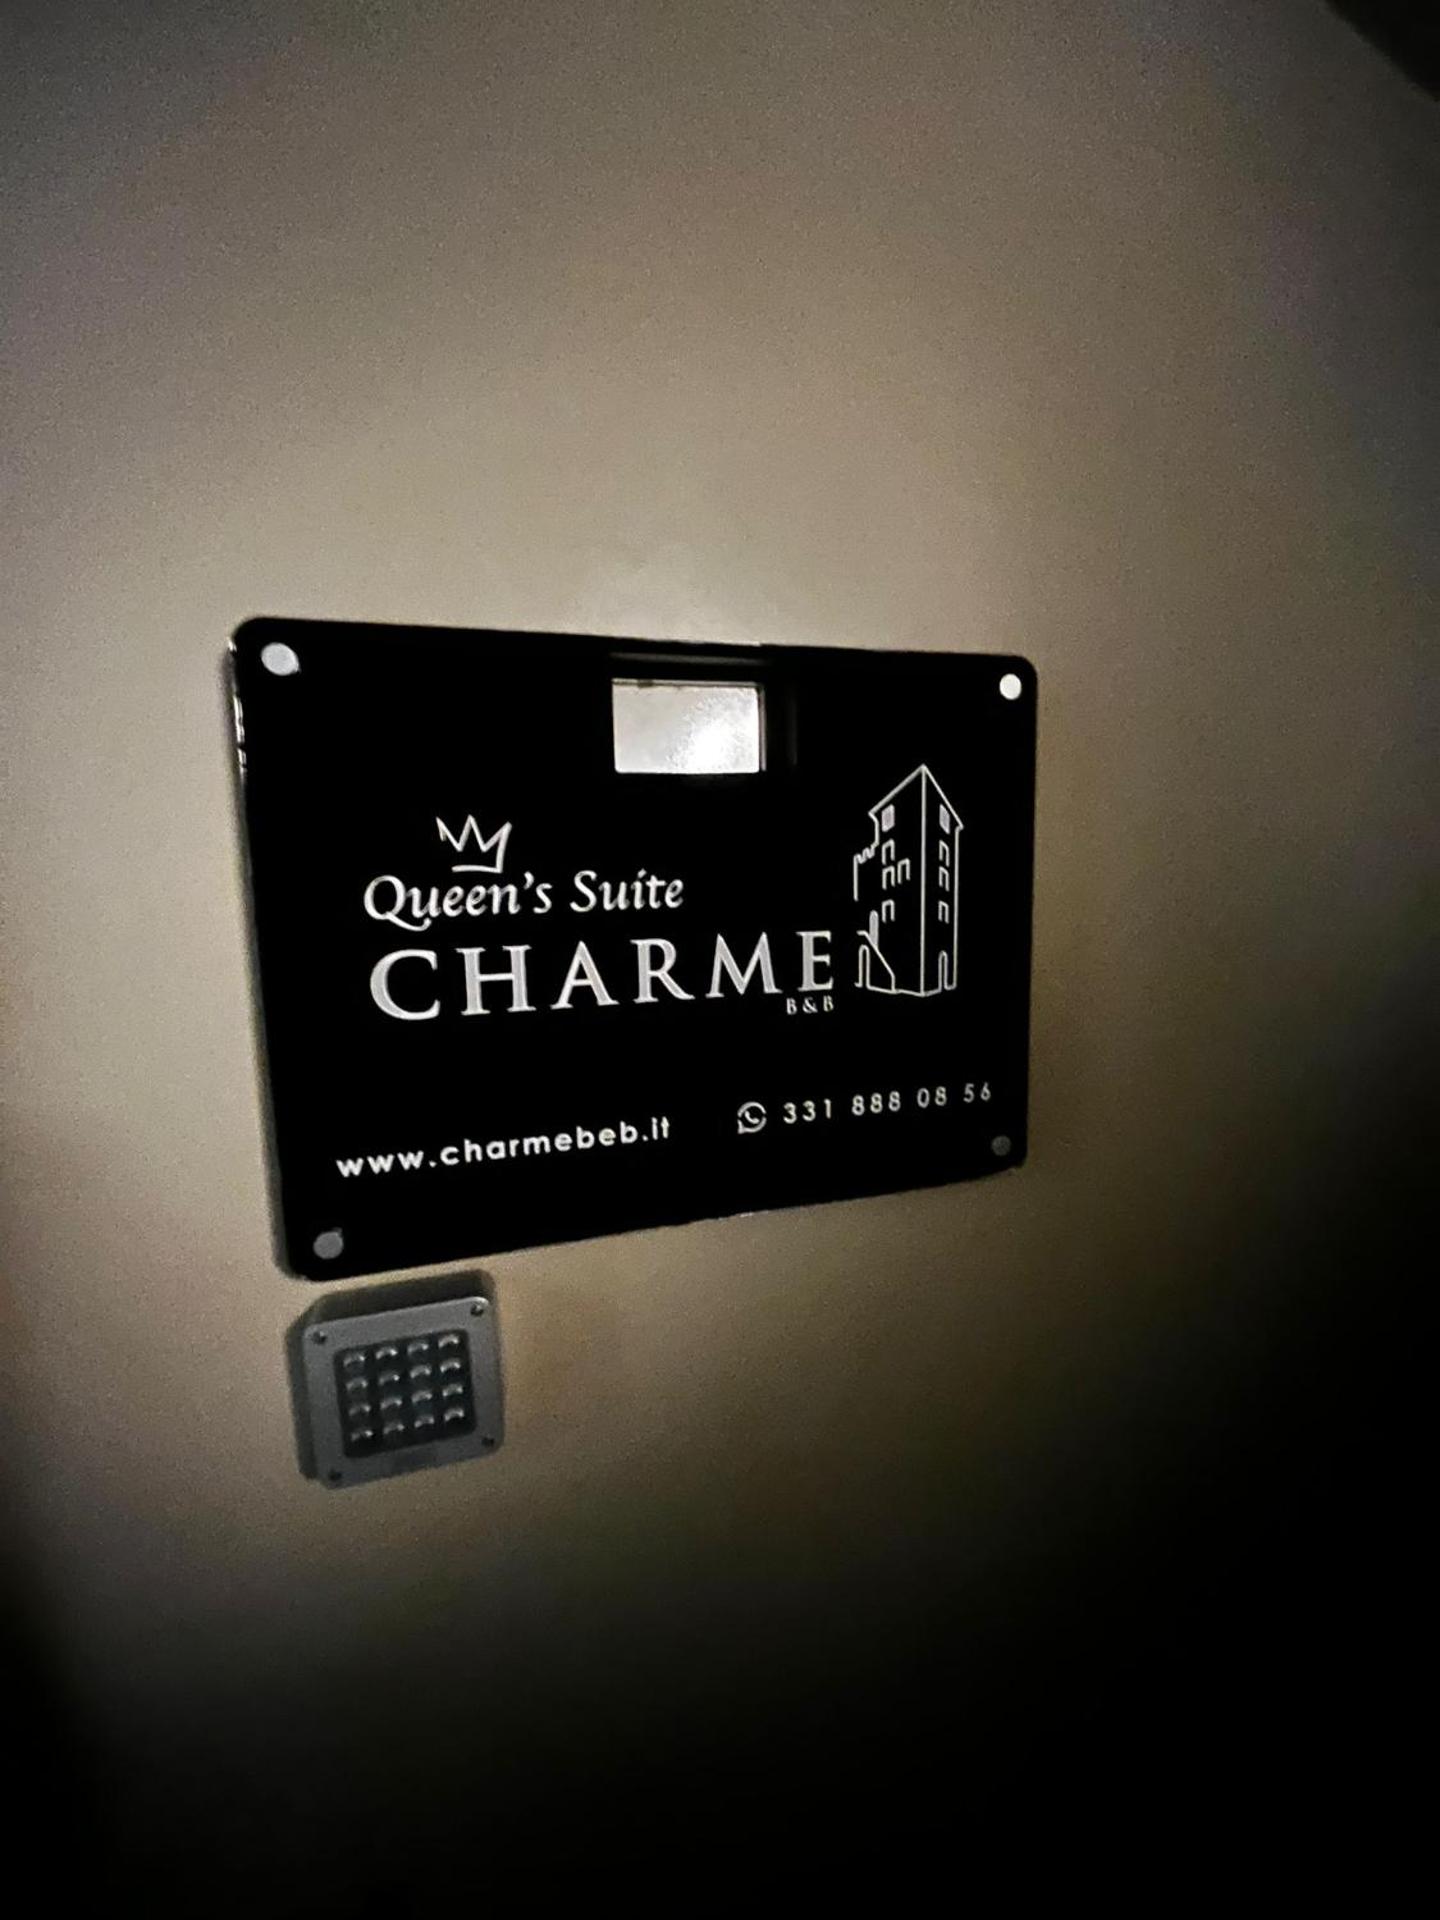 Queen's Suite
CHARME
B & B
www.charmebeb.it
331 888 08 56